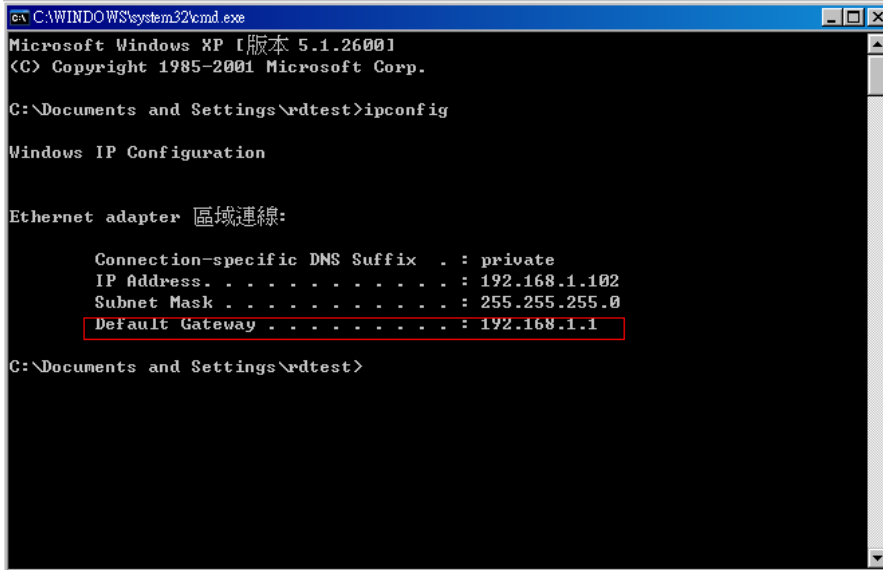 C:\WINDOWS\system32\cmd.exe
Microsoft Windows XP [版本 5.1.2600]
(C) Copyright 1985-2001 Microsoft Corp.
C:\Documents and Settings\rdtest>ipconfig
Windows IP Configuration
Ethernet adapter 區域連線:
Connection-specific DNS Suffix . : private
IP Address. . . . . . . . . . . . : 192.168.1.102
Subnet Mask . . . . . . . . . . . : 255.255.255.0
Default Gateway . . . . . . . . . : 192.168.1.1
C:\Documents and Settings\rdtest>